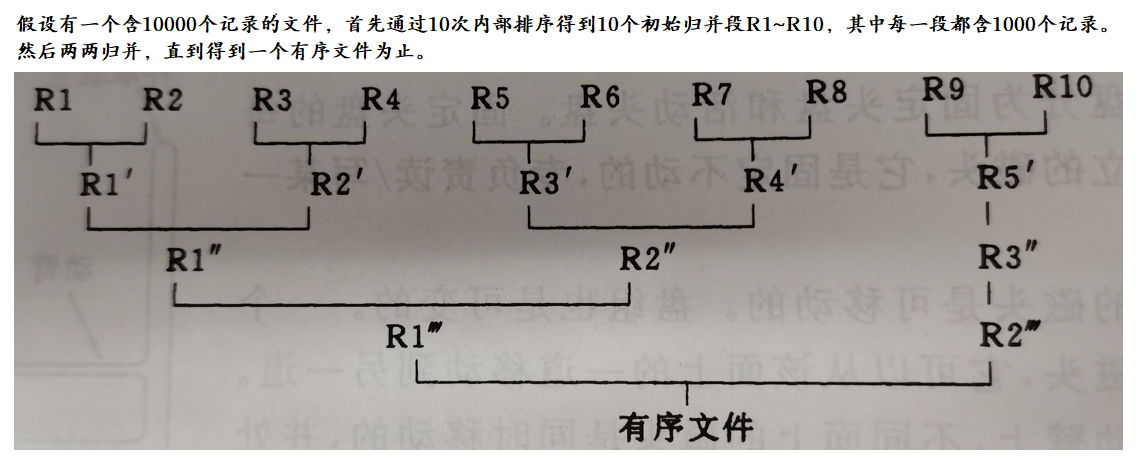 假设有一个含10000个记录的文件，首先通过10次内部排序得到10个初始归并段R1~R10，其中每一段都含1000个记录。
然后两两归并，直到得到一个有序文件为止。
R1 R2 R3 R4 R5 R6 R7 R8 R9 R10
R1′ R2′ R3′ R4′ R5′
R1″ R2″ R3″
R1‴ R2‴
有序文件